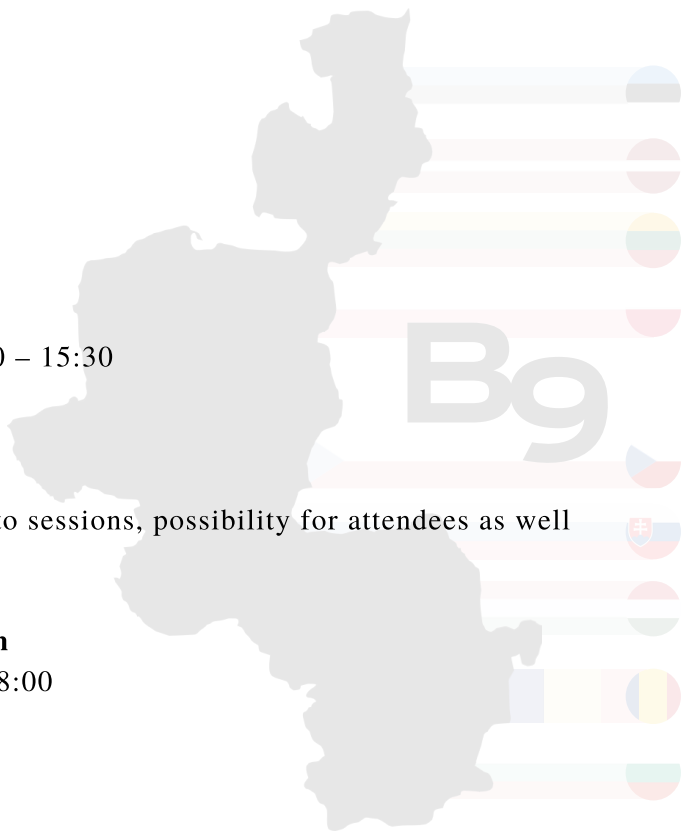 – 15:30
B9
to sessions, possibility for attendees as well
8:00